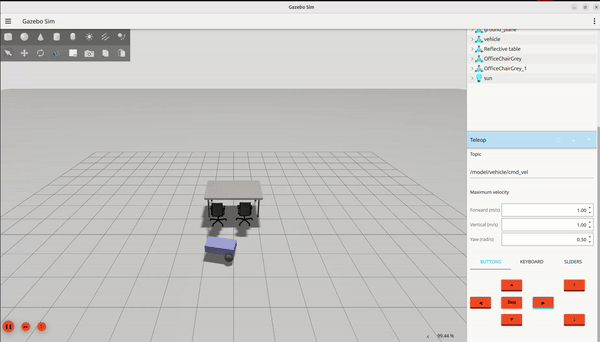 Gazebo Sim
Gazebo Sim
ground_plane
vehicle
Reflective table
OfficeChairGrey
OfficeChairGrey_1
sun
Teleop
Topic
/model/vehicle/cmd_vel
Maximum velocity
Forward (m/s) 1.00
Vertical (m/s) 1.00
Yaw (rad/s) 0.50
BUTTONS KEYBOARD SLIDERS
Stop
99.44 %